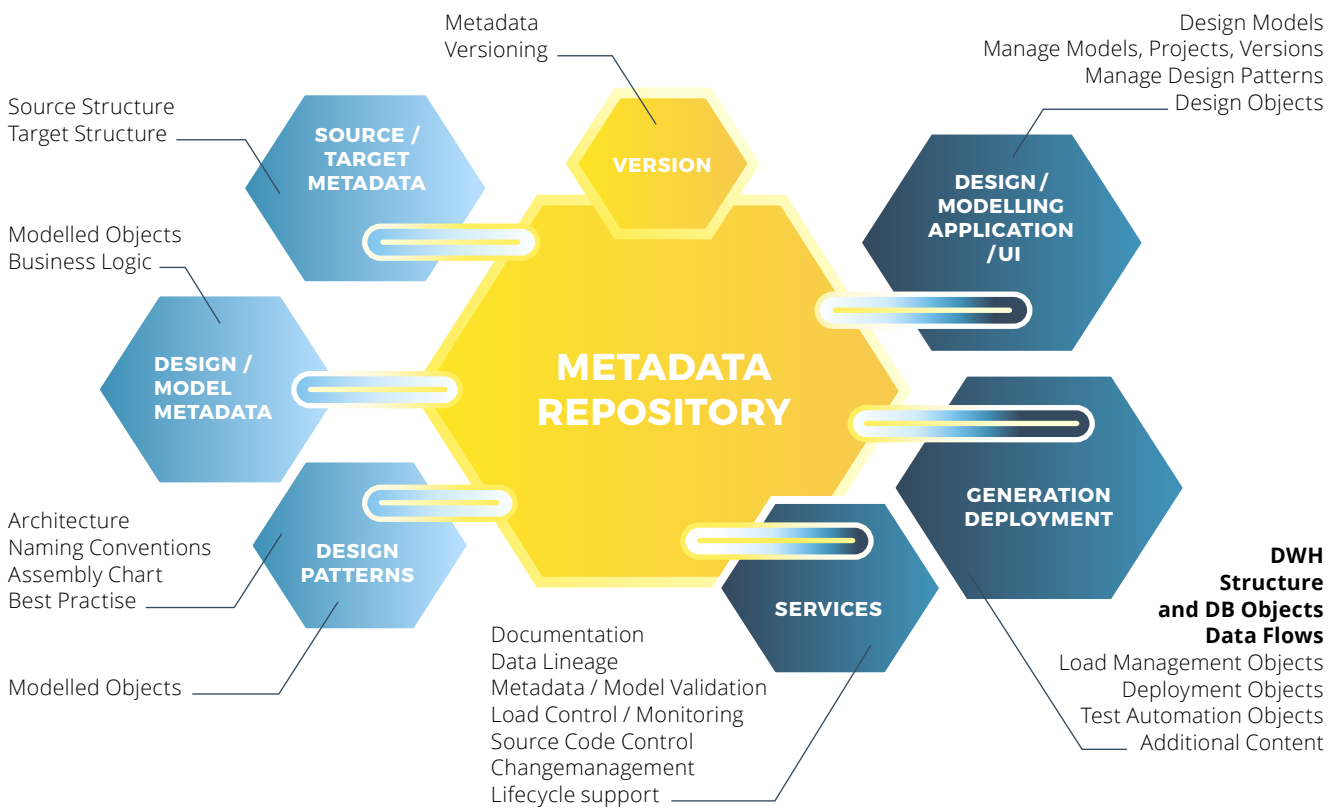 Metadata
Versioning
Design Models
Manage Models, Projects, Versions
Manage Design Patterns
Design Objects
Source Structure
Target Structure
SOURCE /
TARGET
METADATA
VERSION
DESIGN /
MODELLING
APPLICATION
/ UI
Modelled Objects
Business Logic
DESIGN /
MODEL
METADATA
METADATA
REPOSITORY
GENERATION
DEPLOYMENT
Architecture
Naming Conventions
Assembly Chart
Best Practise
DESIGN
PATTERNS
Modelled Objects
SERVICES
Documentation
Data Lineage
Metadata / Model Validation
Load Control / Monitoring
Source Code Control
Changemanagement
Lifecycle support
DWH
Structure
and DB Objects
Data Flows
Load Management Objects
Deployment Objects
Test Automation Objects
Additional Content